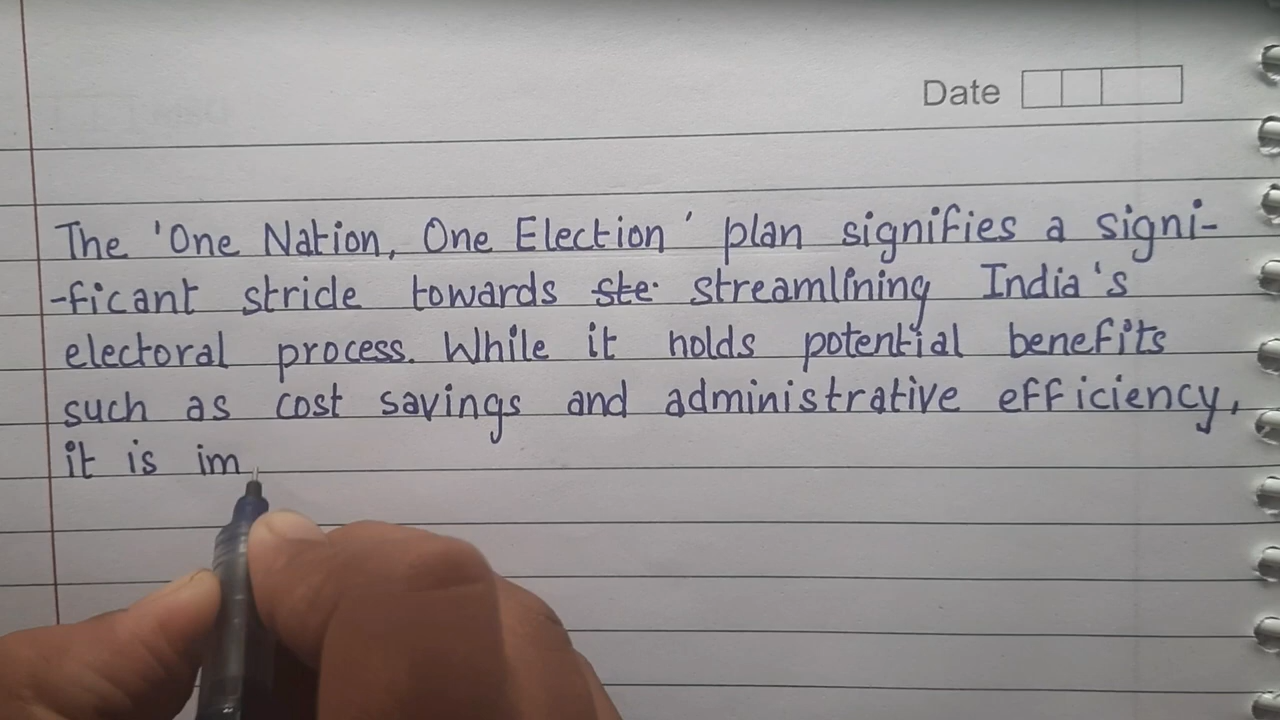 Date
The 'One Nation, One Election' plan signifies a signi-
-ficant stride towards ste streamlining India's
electoral process. While it holds potential benefits
such as cost savings and administrative efficiency,
it is im